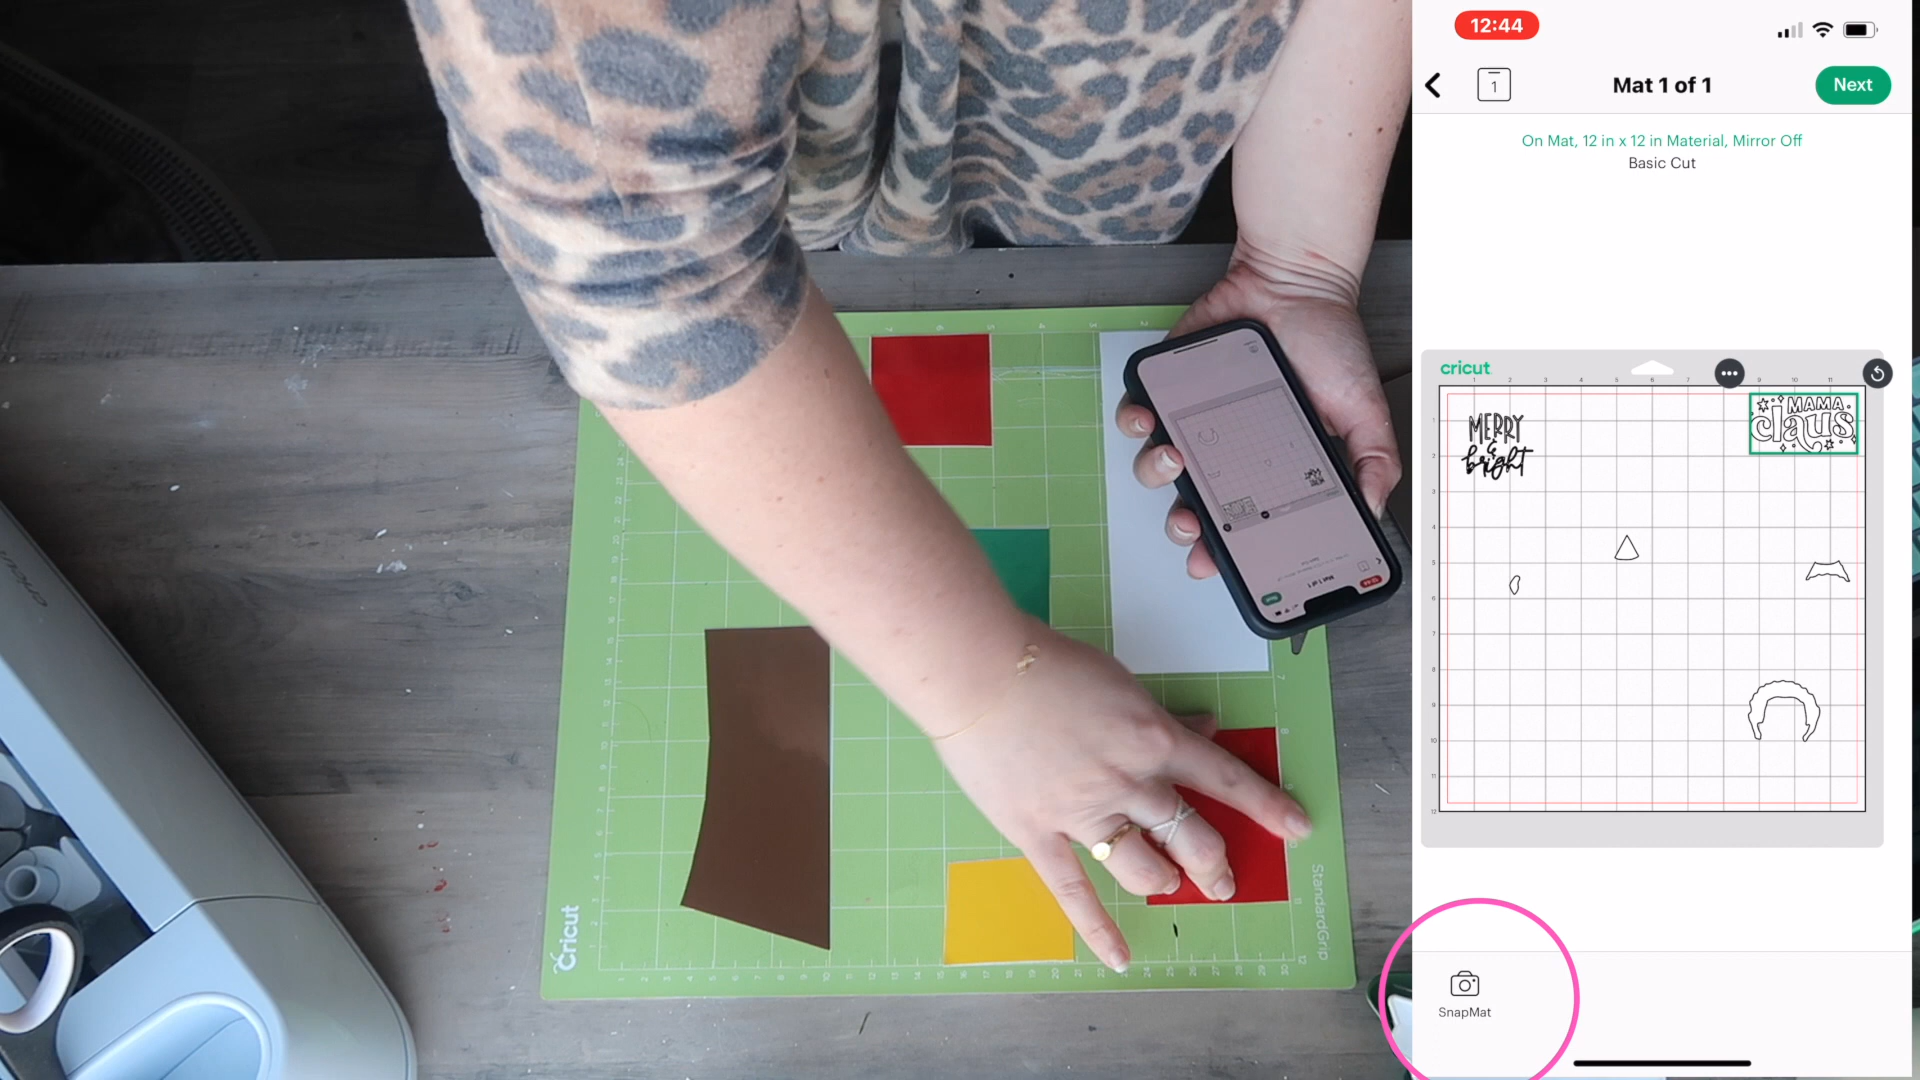 12:44
1
Mat 1 of 1
Next
On Mat, 12 in x 12 in Material, Mirror Off
Basic Cut
cricut
MERRY
&
bright
MAMA
claus
SnapMat
Cricut
StandardGrip